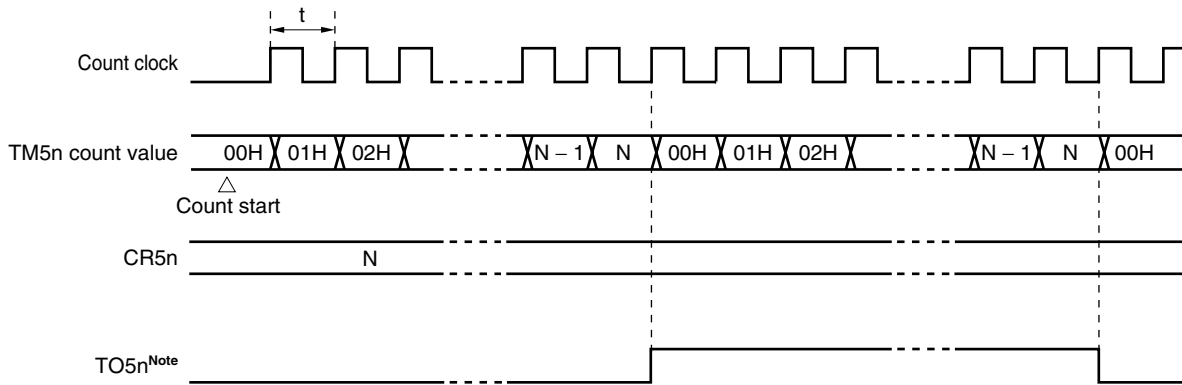 t
Count clock
TM5n count value 00H 01H 02H N − 1 N 00H 01H 02H N − 1 N 00H
Count start
CR5n N
TO5nNote